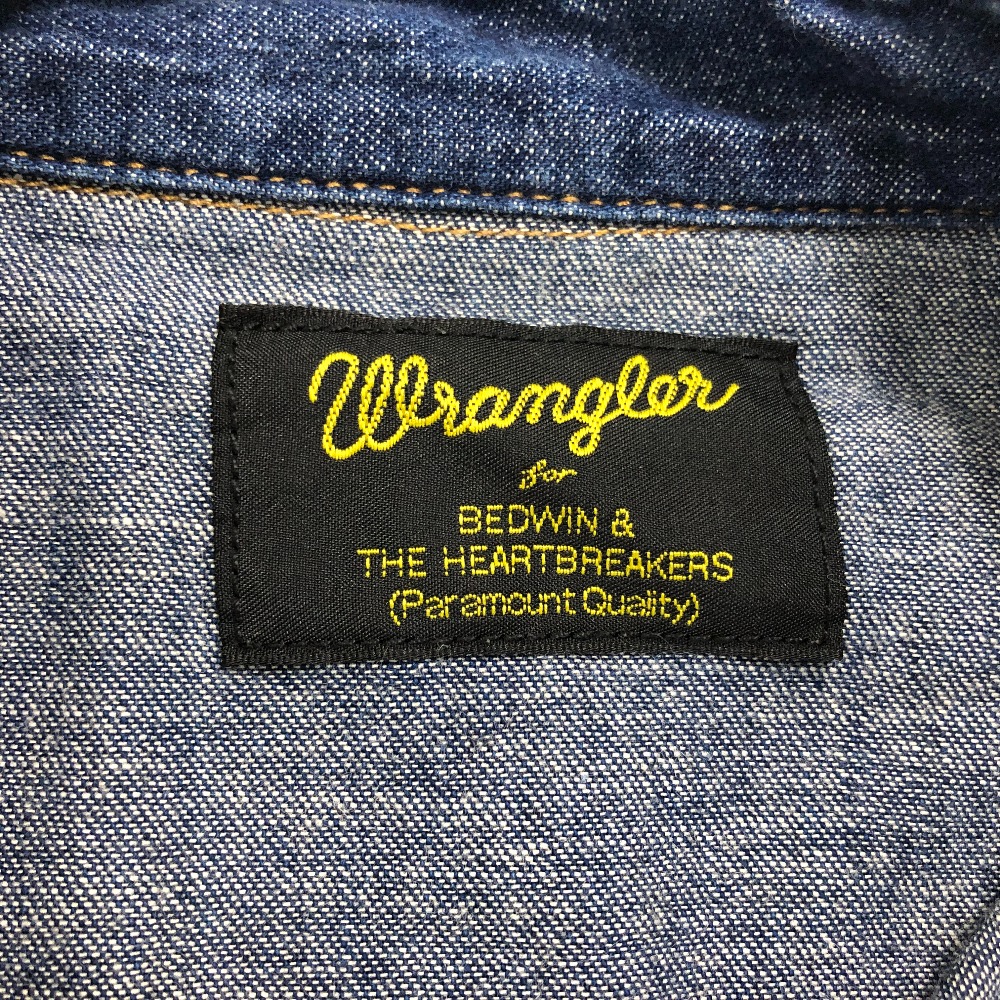 Wrangler
for
BEDWIN &
THE HEARTBREAKERS
(Paramount Quality)